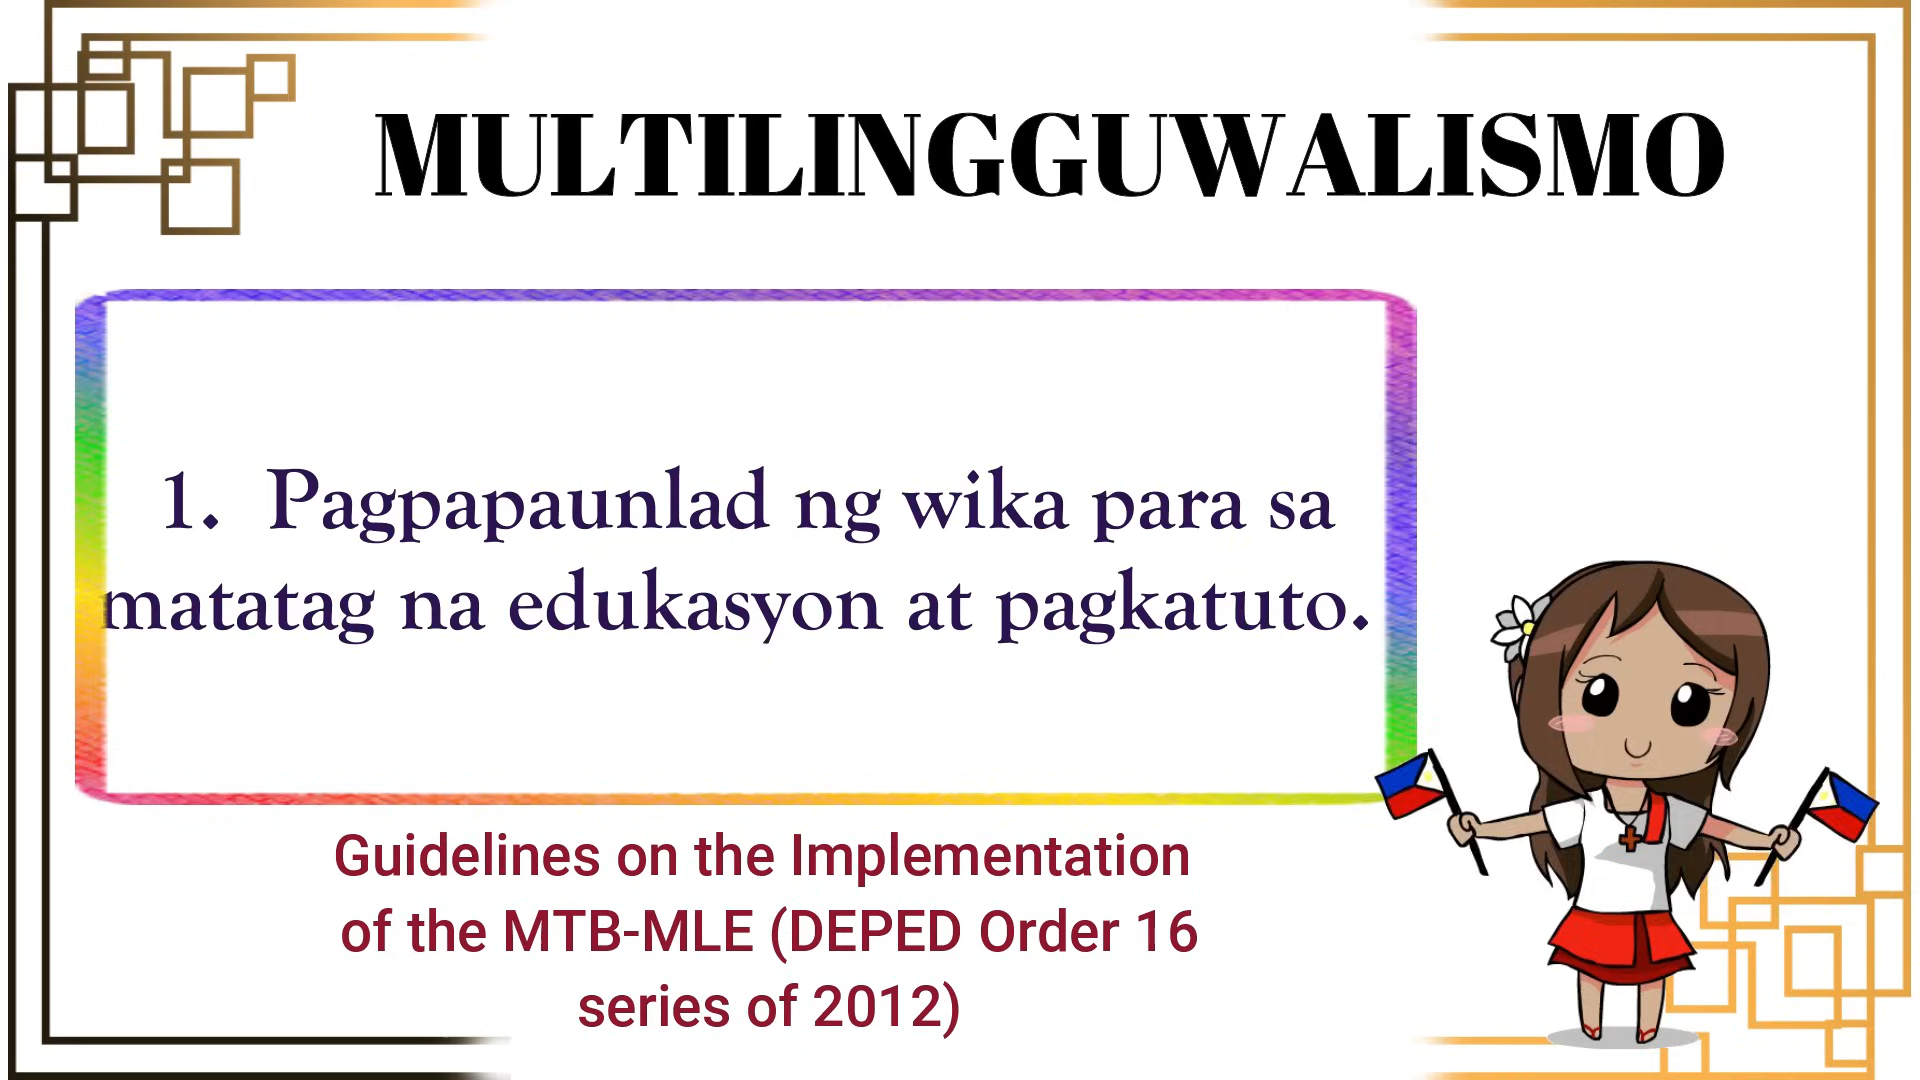 MULTILINGGUWALISMO
1. Pagpapaunlad ng wika para sa
matatag na edukasyon at pagkatuto.
Guidelines on the Implementation
of the MTB-MLE (DEPED Order 16
series of 2012)